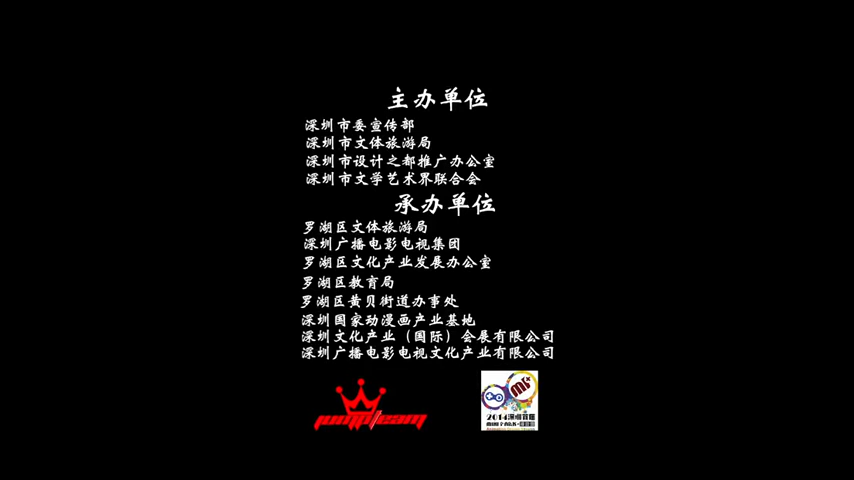 主办单位
深圳市委宣传部
深圳市文体旅游局
深圳市设计之都推广办公室
深圳市文学艺术界联合会
承办单位
罗湖区文体旅游局
深圳广播电影电视集团
罗湖区文化产业发展办公室
罗湖区教育局
罗湖区黄贝街道办事处
深圳国家动漫画产业基地
深圳文化产业（国际）会展有限公司
深圳广播电影电视文化产业有限公司
jumpteam
2014深圳